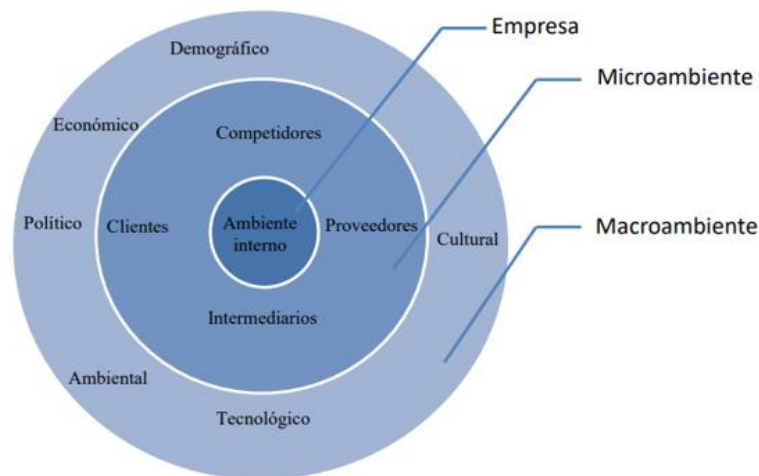 Empresa
Demográfico
Microambiente
Económico
Competidores
Político
Clientes
Ambiente
interno
Proveedores
Cultural
Macroambiente
Intermediarios
Ambiental
Tecnológico